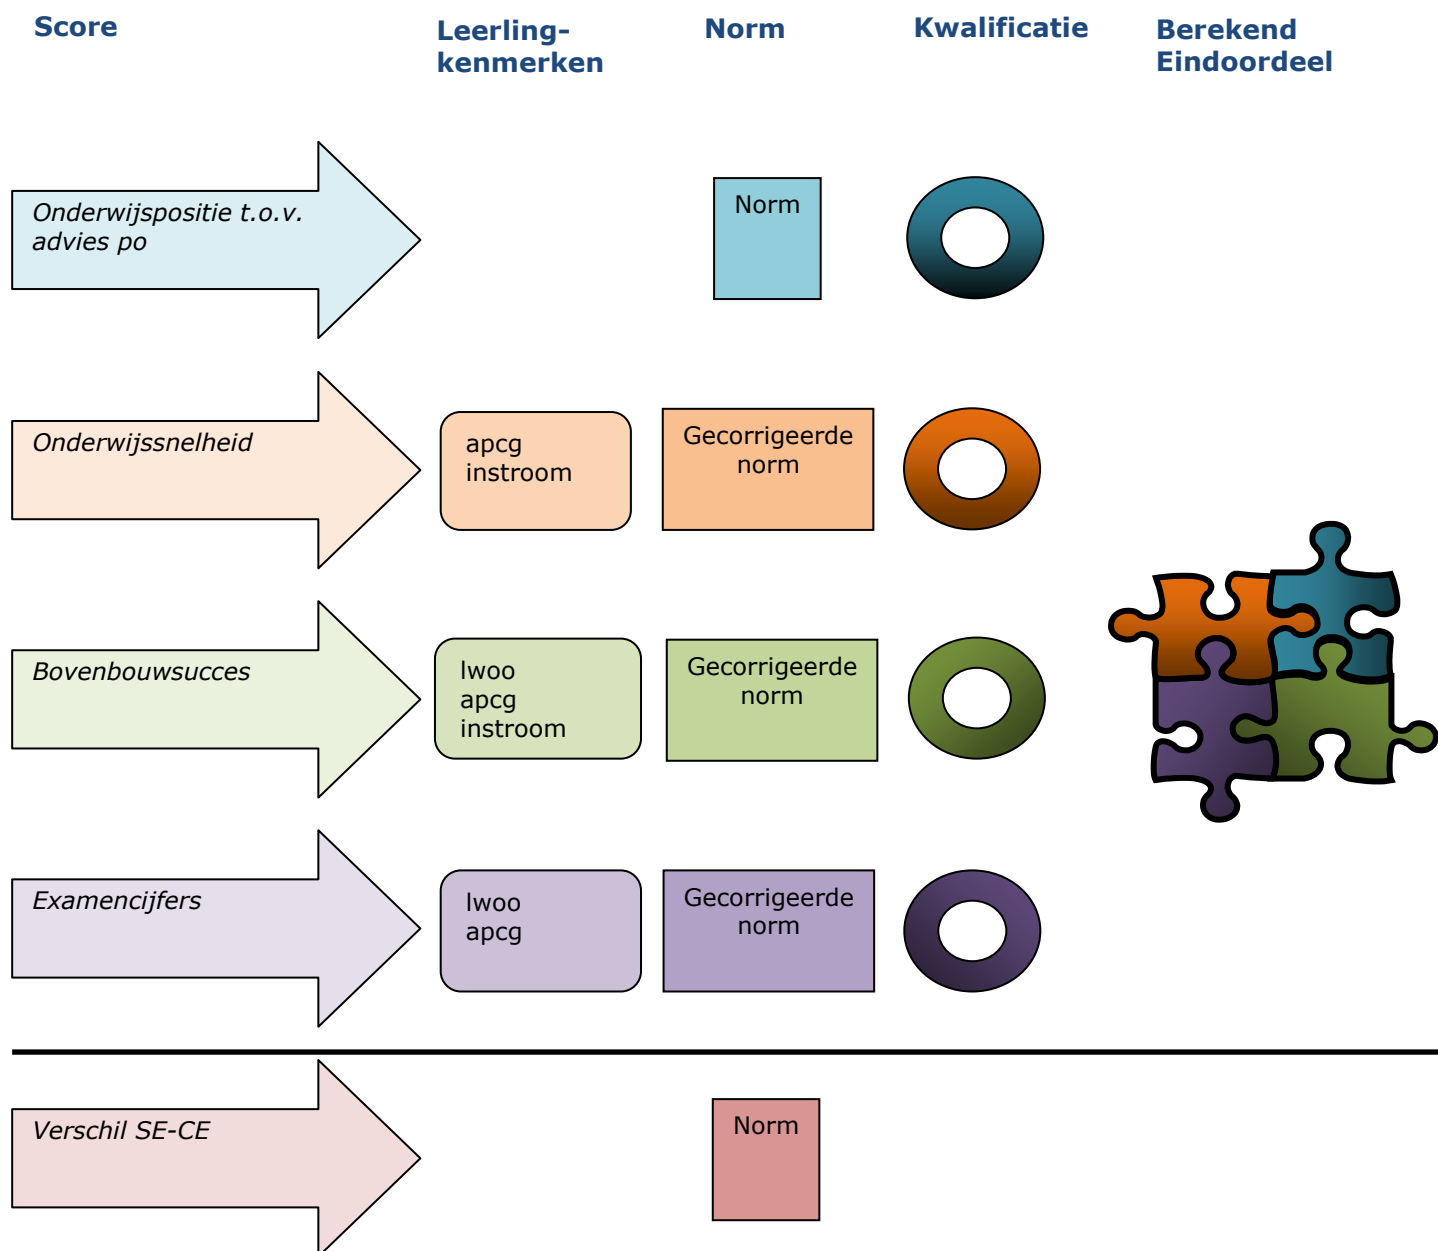 Score
Leerling-
kenmerken
Norm
Kwalificatie
Berekend
Eindoordeel
Onderwijspositie t.o.v.
advies po
Norm
Onderwijssnelheid
apcg
instroom
Gecorrigeerde
norm
Bovenbouwsucces
lwoo
apcg
instroom
Gecorrigeerde
norm
Examencijfers
lwoo
apcg
Gecorrigeerde
norm
Verschil SE-CE
Norm